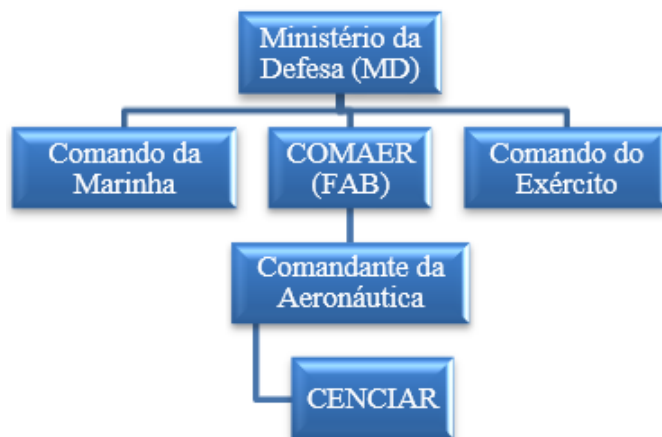 Ministério da
Defesa (MD)
Comando da
Marinha
COMAER
(FAB)
Comando do
Exército
Comandante da
Aeronáutica
CENCIAR